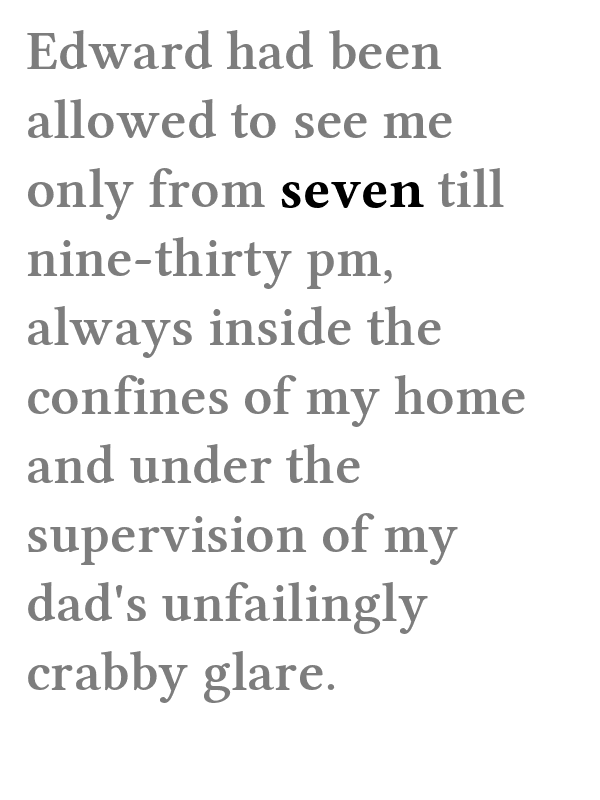 Edward had been
allowed to see me
only from seven till
nine-thirty pm,
always inside the
confines of my home
and under the
supervision of my
dad's unfailingly
crabby glare.